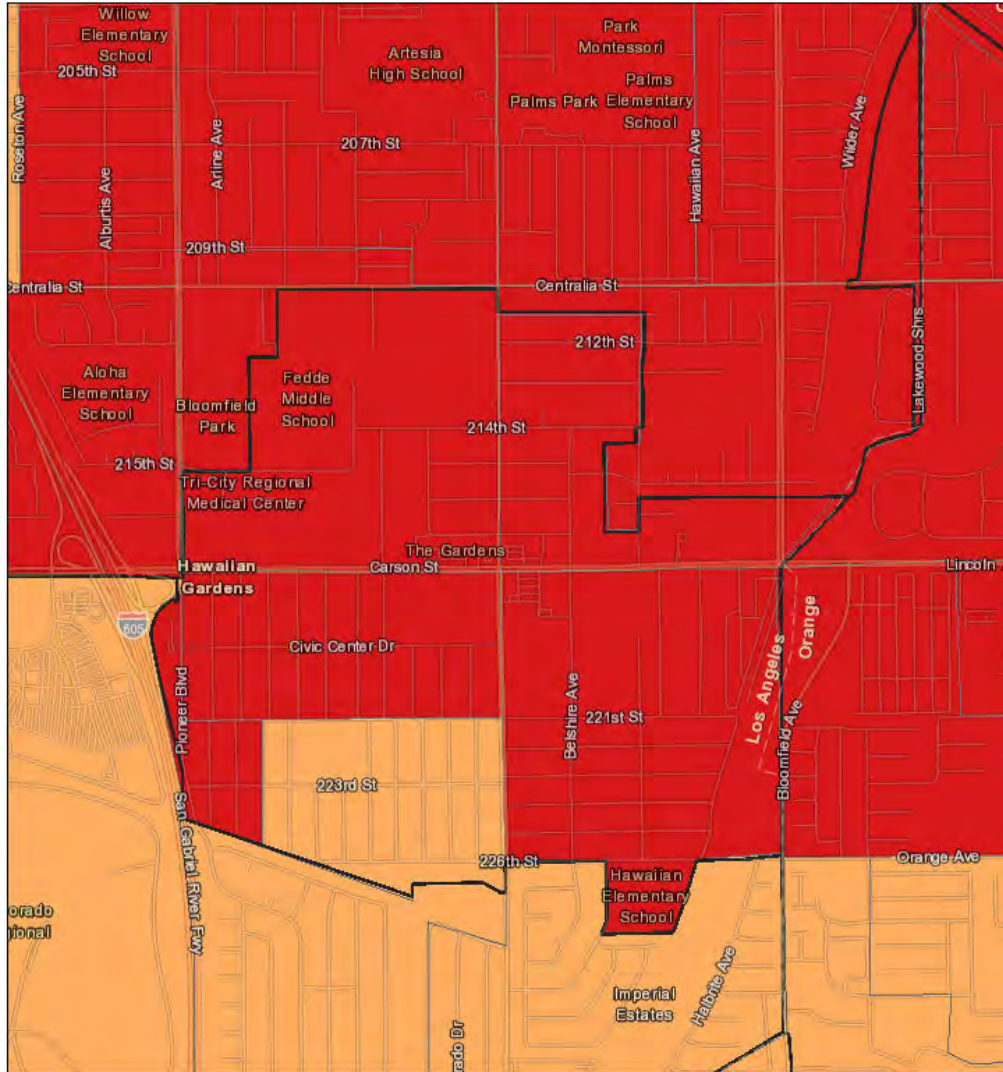 Willow
Elementary
School
Park
Montessori
Artesia
High School
205th St
Palms
Elementary
School
Palms Park
Roseton Ave
Arline Ave
207th St
Wilder Ave
Hawaiian Ave
Alburtis Ave
209th St
Centralia St
Centralia St
212th St
Lakewood Shrs
Aloha
Elementary
School
Fedde
Middle
School
Bloomfield
Park
214th St
215th St
Tri-City Regional
Medical Center
The Gardens
Hawaiian
Gardens
Carson St
Lincoln
605
Orange
Los Angeles
Civic Center Dr
Pioneer Blvd
Belshire Ave
221st St
Bloomfield Ave
223rd St
San Gabriel River Fwy
226th St
Orange Ave
Hawaiian
Elementary
School
orado
ional
Imperial
Estates
Halbrite Ave